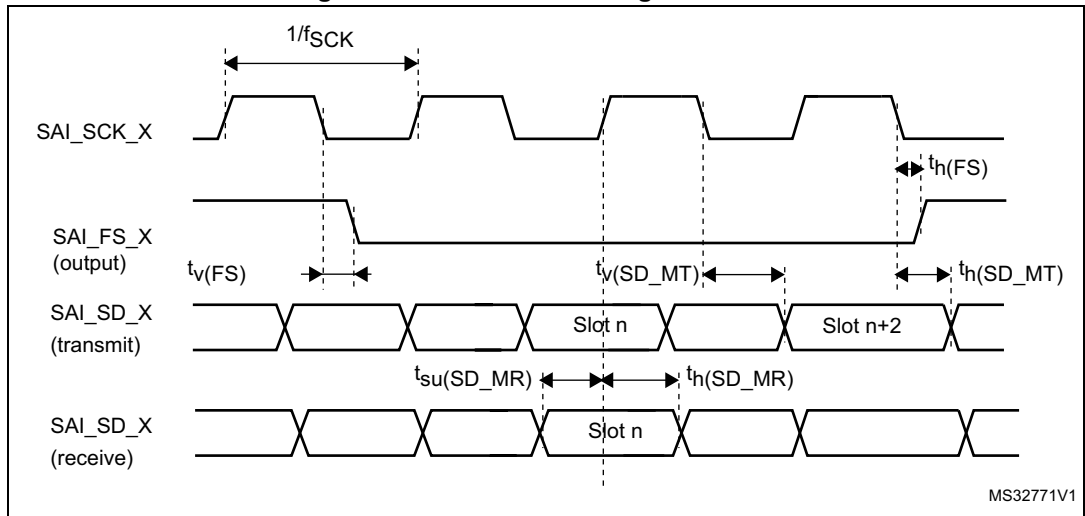 1/fSCK
SAI_SCK_X
th(FS)
SAI_FS_X
(output)
tv(FS)
tv(SD_MT)
th(SD_MT)
SAI_SD_X
(transmit)
Slot n
Slot n+2
tsu(SD_MR)
th(SD_MR)
SAI_SD_X
(receive)
Slot n
MS32771V1